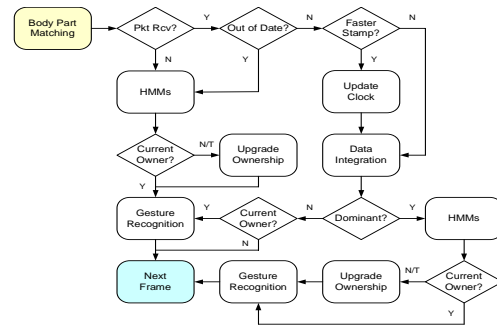 Body Part
Matching
Pkt Rcv?
Y
Out of Date?
N
Faster
Stamp?
N
N
Y
Y
HMMs
Update
Clock
Current
Owner?
N/T
Upgrade
Ownership
Data
Integration
Y
Gesture
Recognition
Y
Current
Owner?
N
Dominant?
Y
HMMs
N
Next
Frame
Gesture
Recognition
Upgrade
Ownership
N/T
Current
Owner?
Y